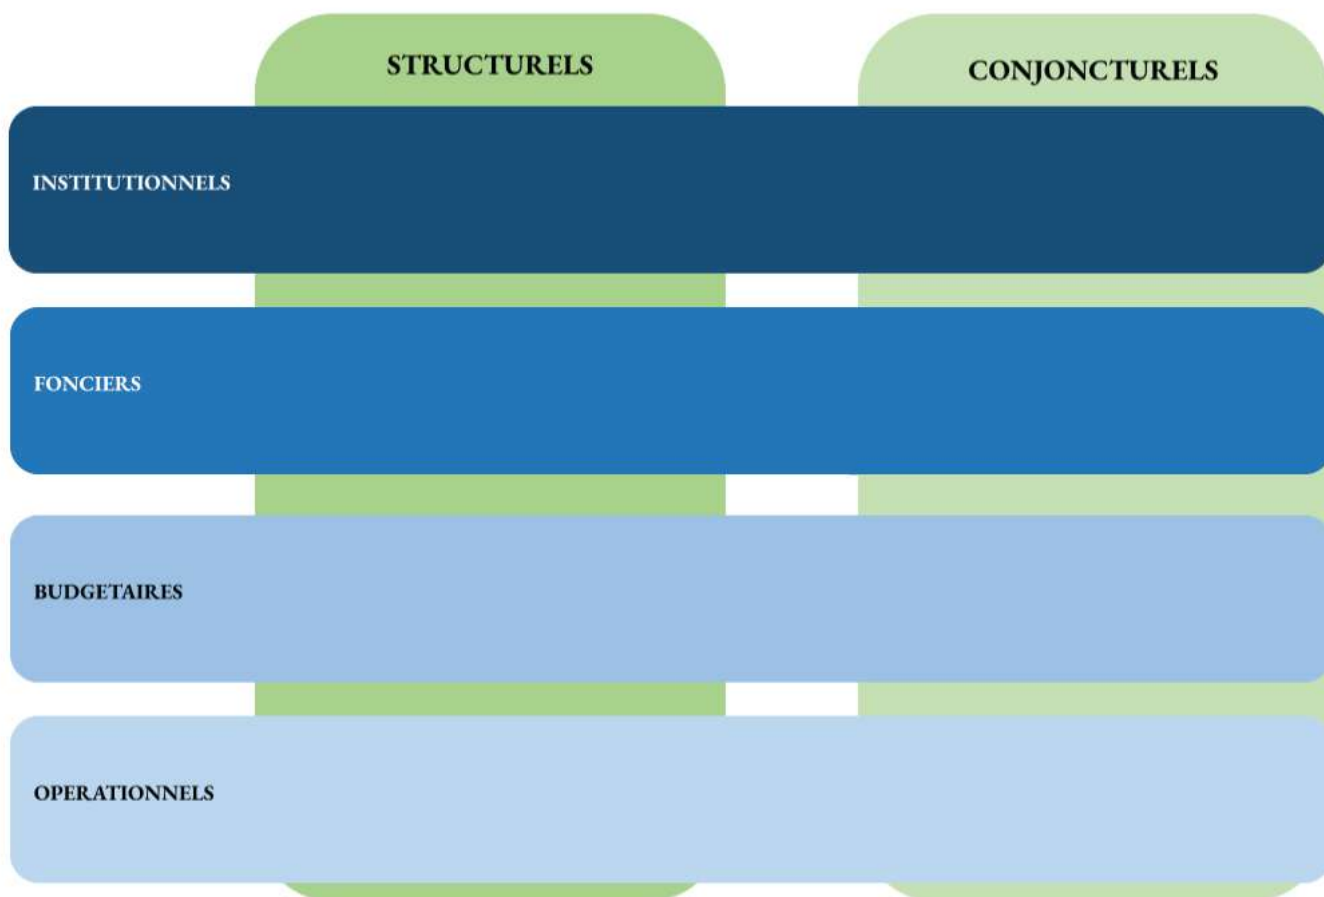 STRUCTURELS
CONJONCTURELS
INSTITUTIONNELS
FONCIERS
BUDGETAIRES
OPERATIONNELS